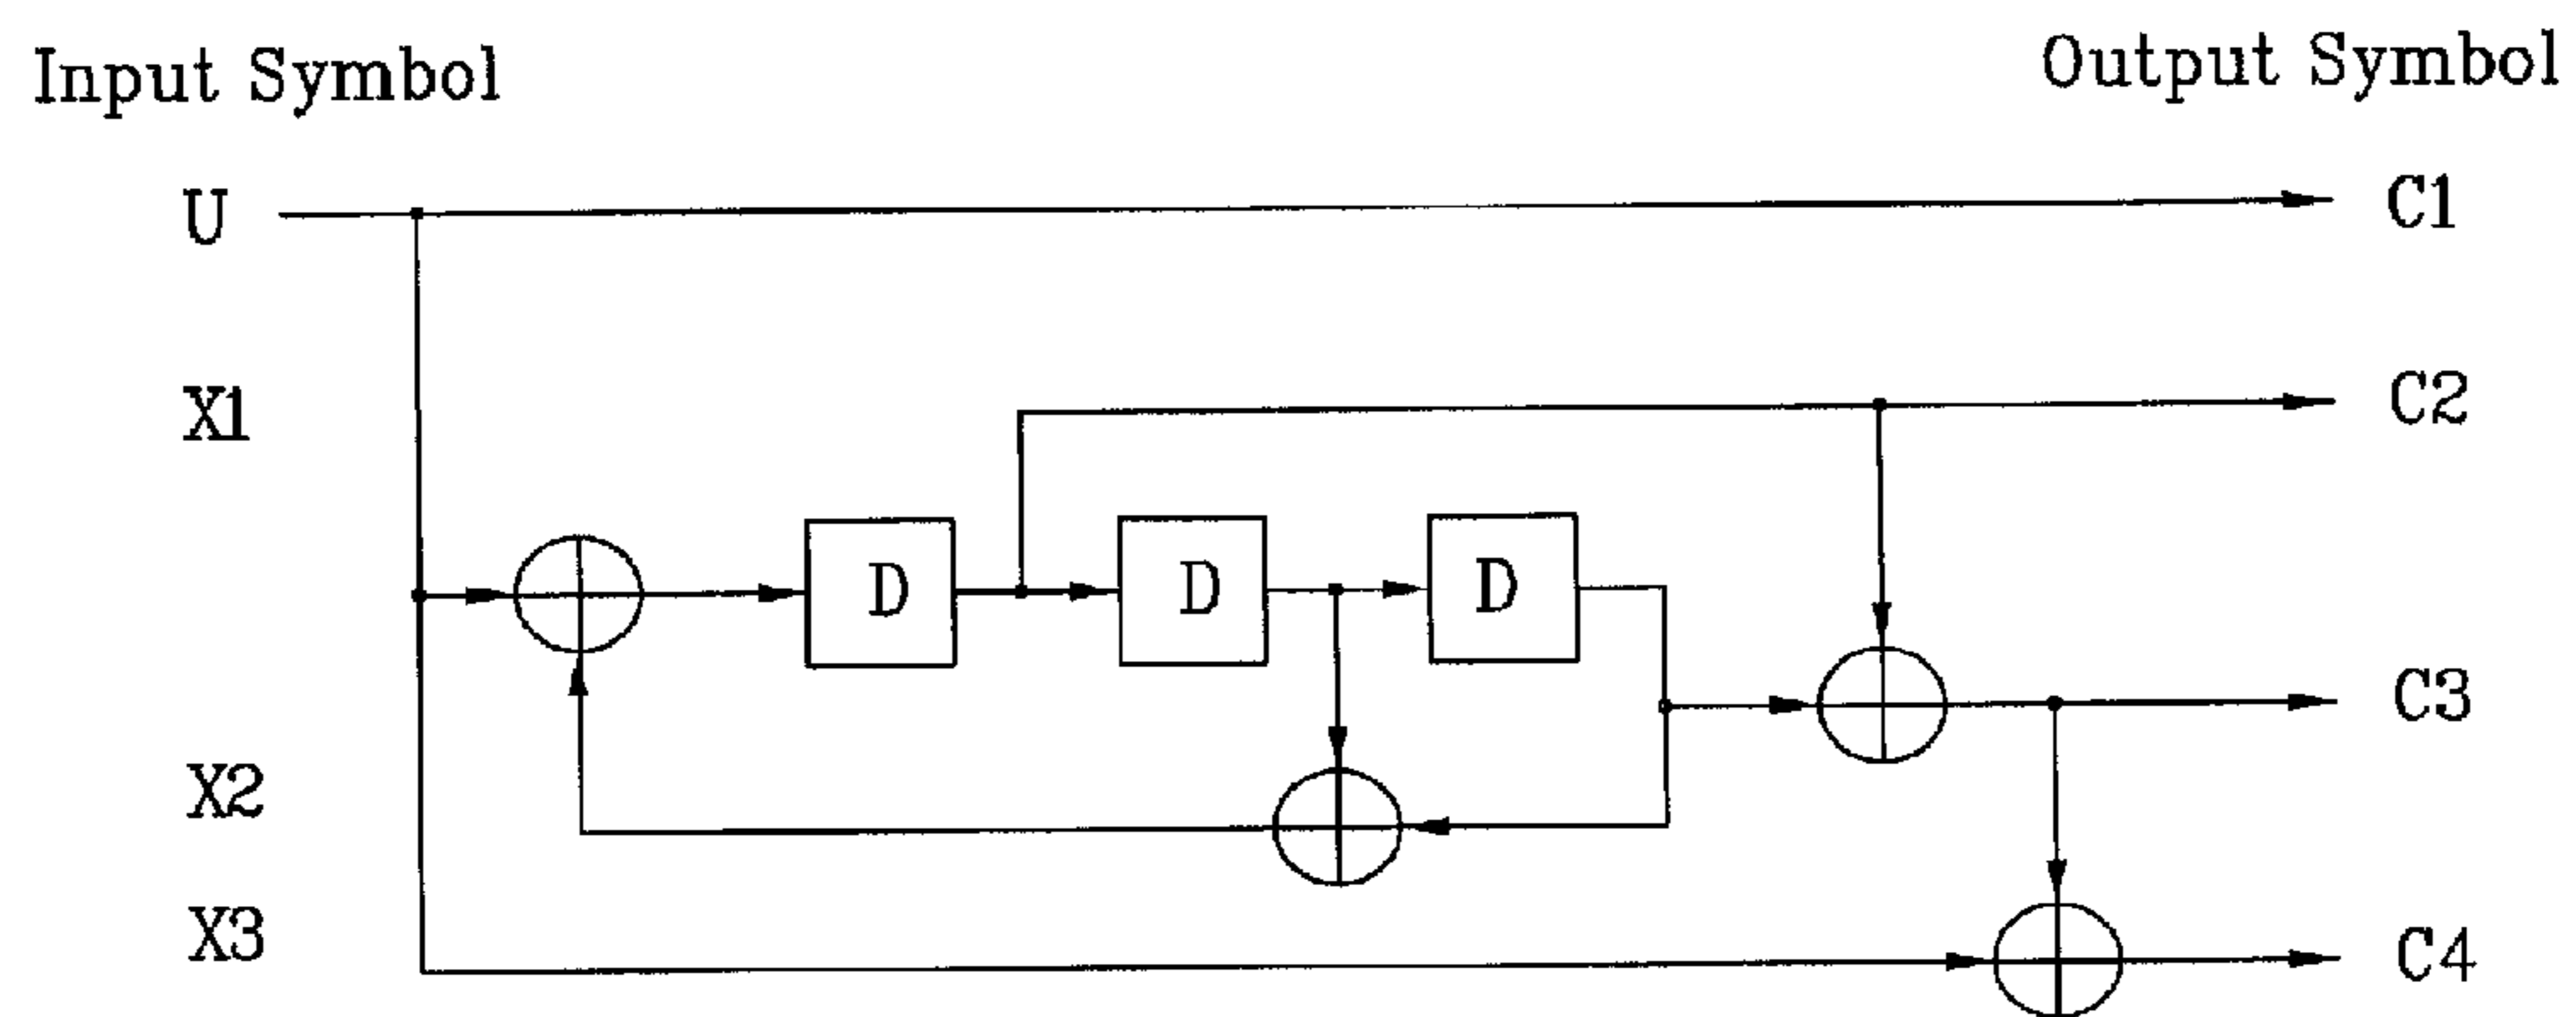 Input Symbol
Output Symbol
U
C1
X1
C2
D
D
D
C3
X2
X3
C4